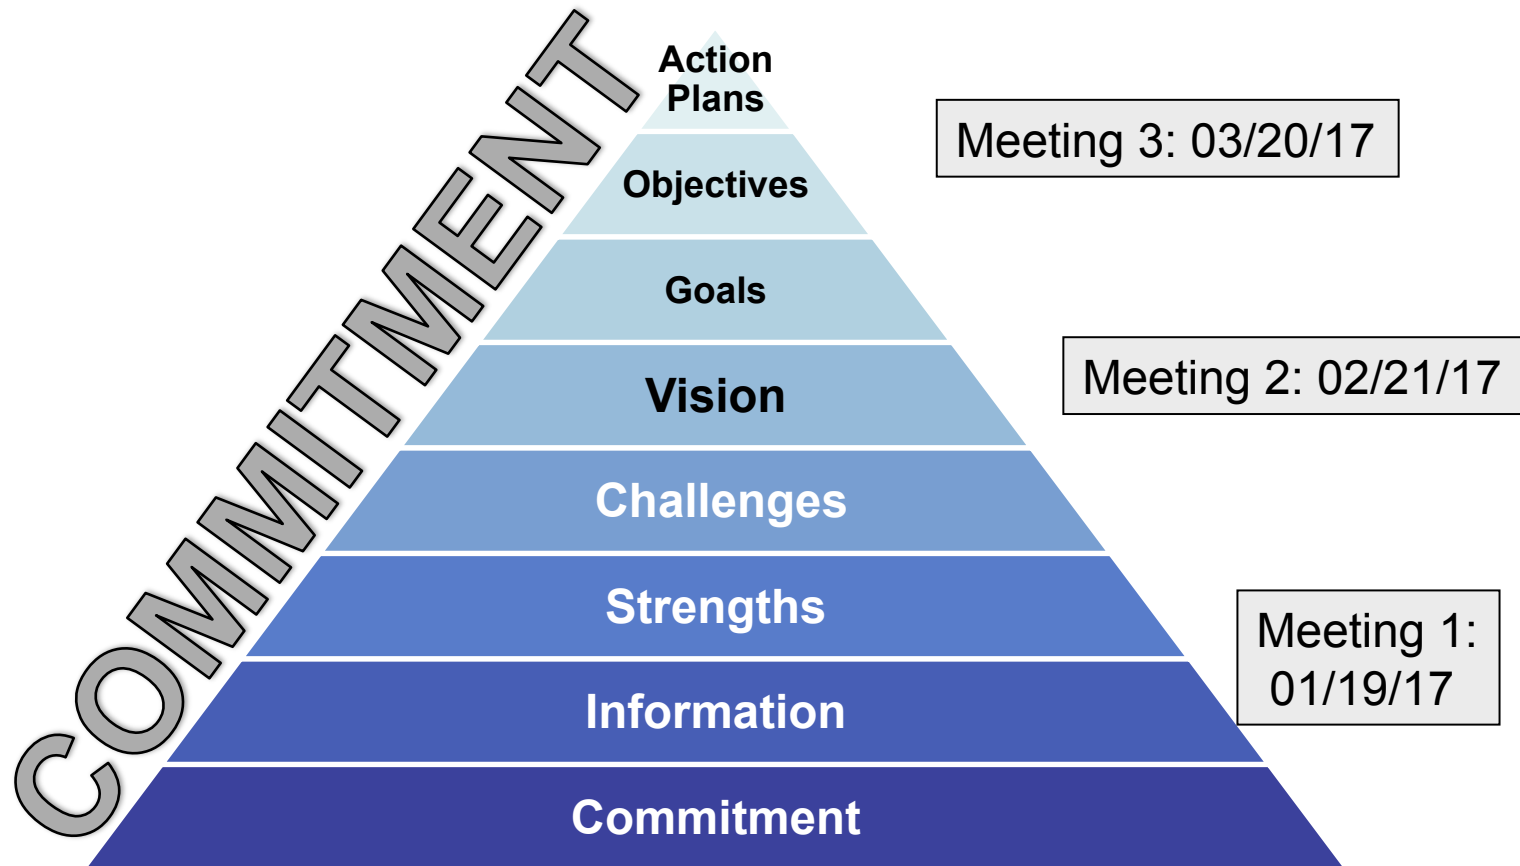 COMMITMENT
Action
Plans
Meeting 3: 03/20/17
Objectives
Goals
Meeting 2: 02/21/17
Vision
Challenges
Strengths
Meeting 1:
01/19/17
Information
Commitment